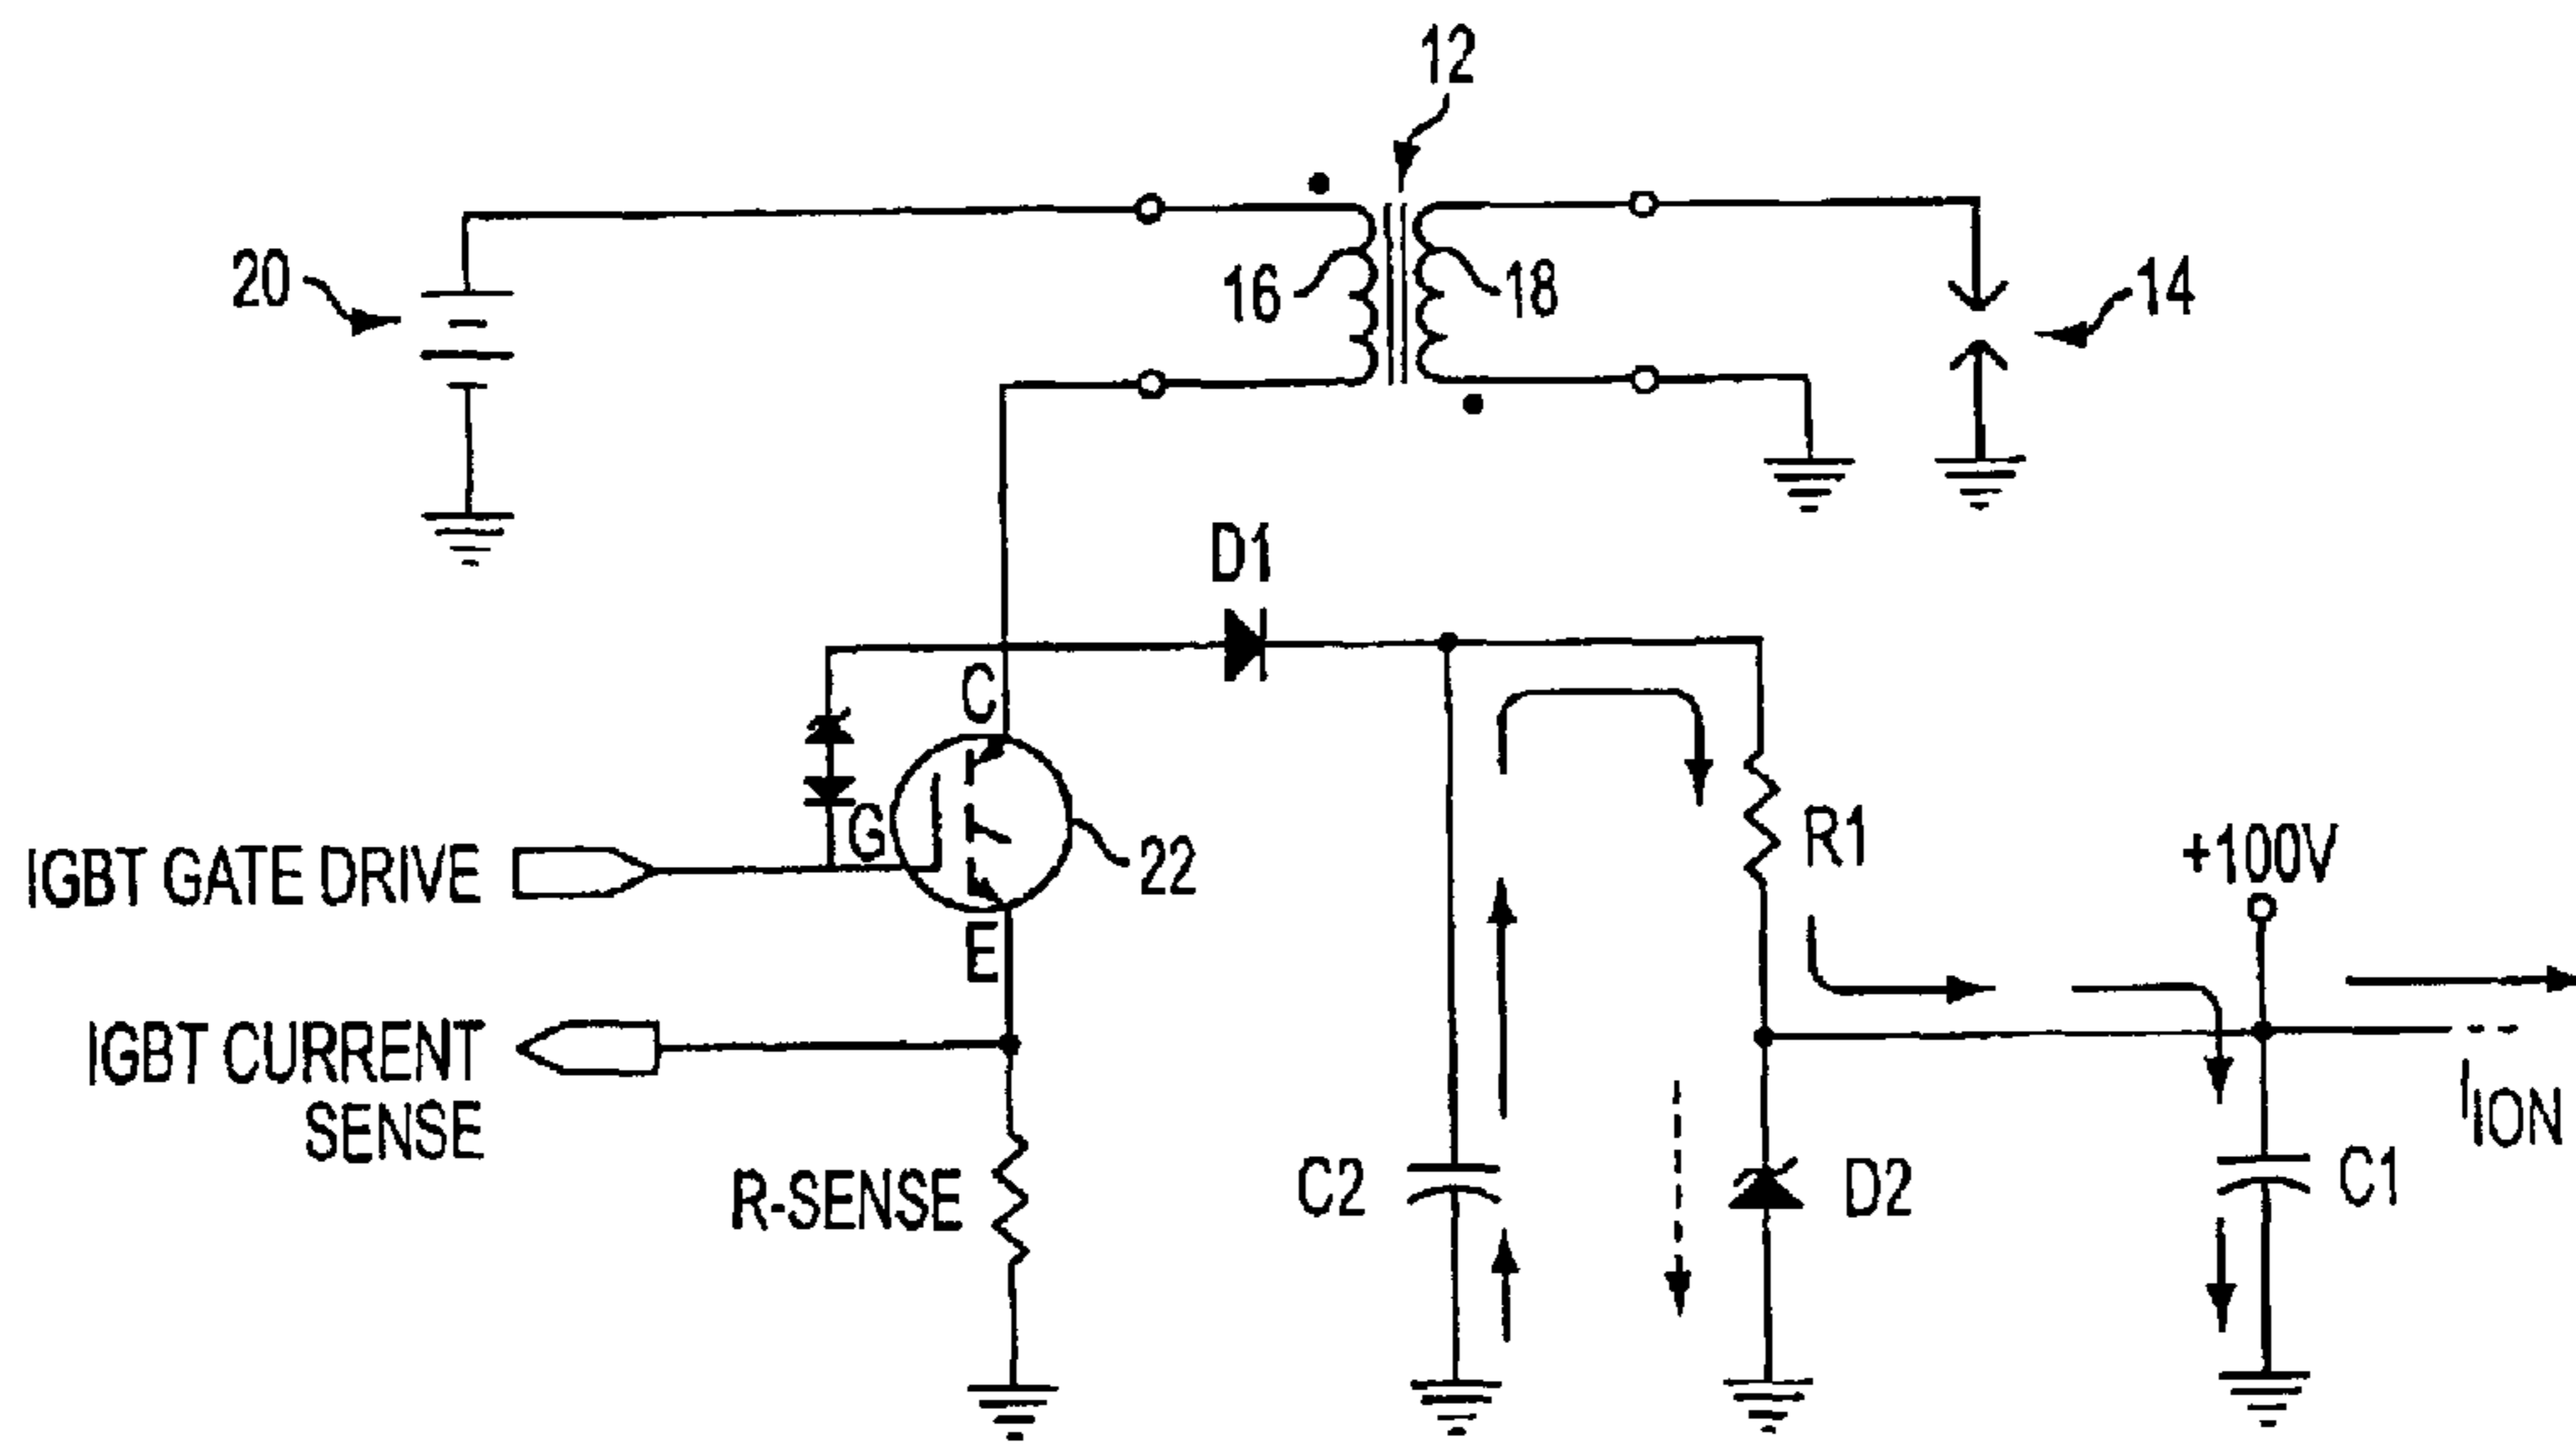 12
20
16
18
14
D1
C
G
22
R1
IGBT GATE DRIVE
+100V
E
IGBT CURRENT
SENSE
I ION
R-SENSE
C2
D2
C1